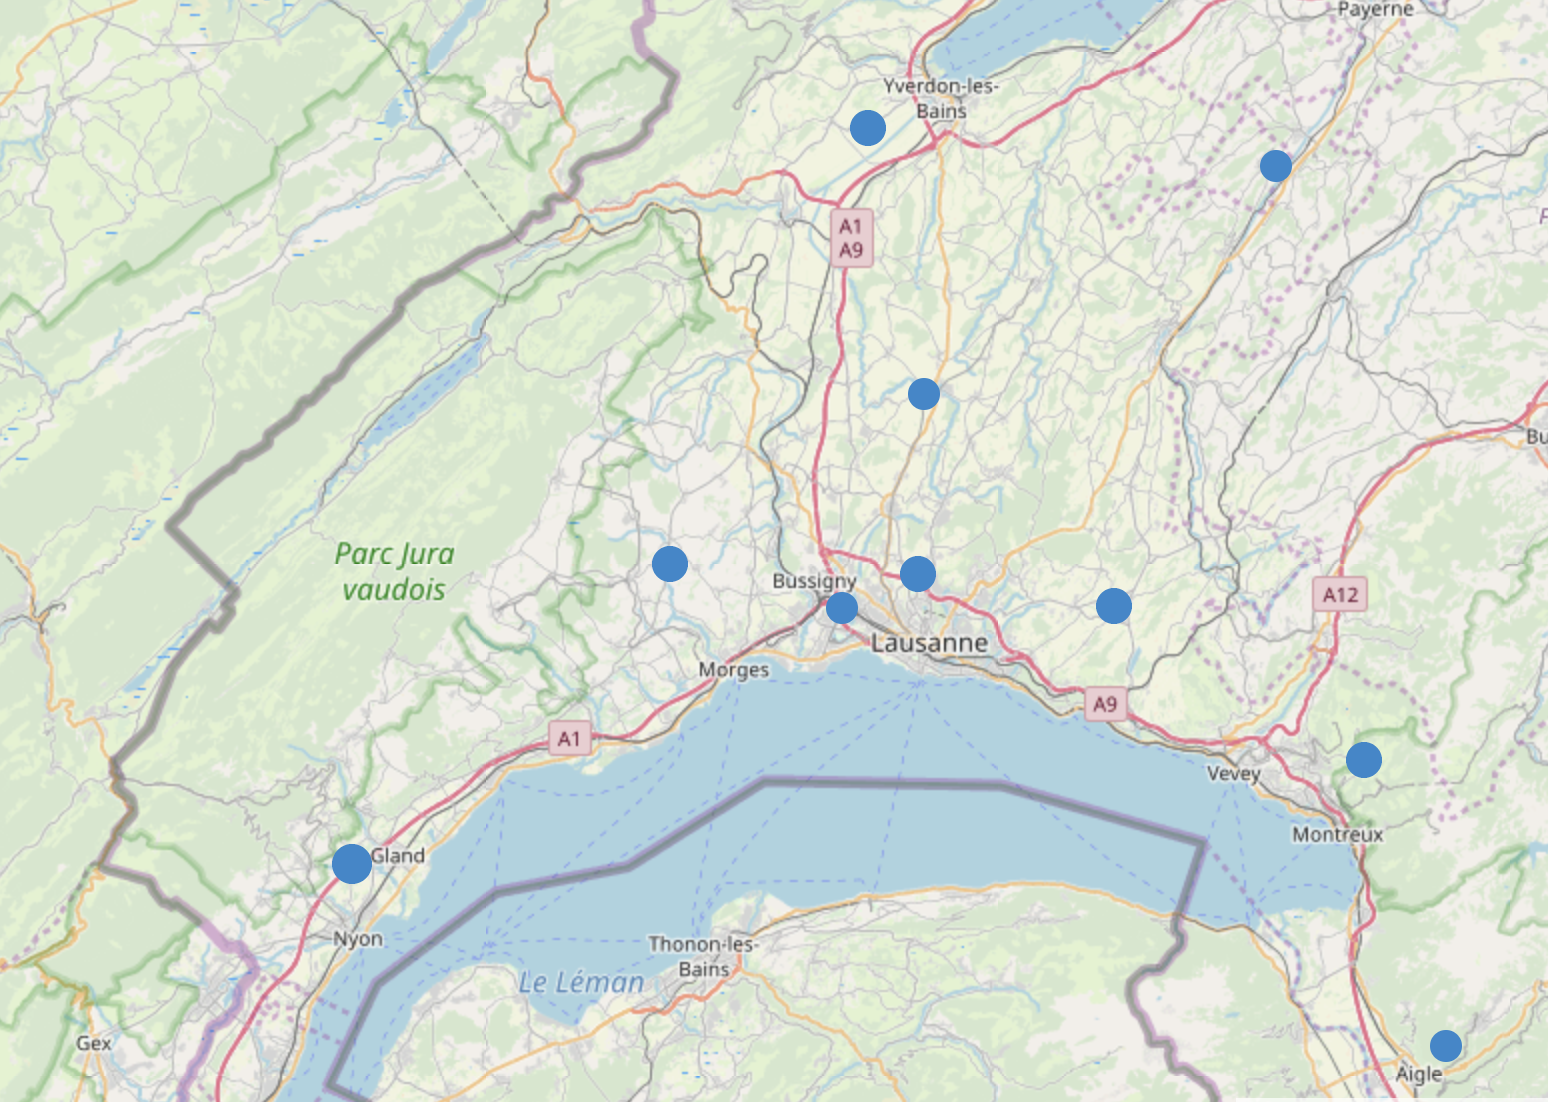 Payerne
Yverdon-les-
Bains
A1
A9
F
Bu
Parc Jura
vaudois
Bussigny
A12
Lausanne
Morges
A9
A1
Vevey
Montreux
Gland
Nyon
Thonon-les-
Bains
Le Léman
Gex
Aigle